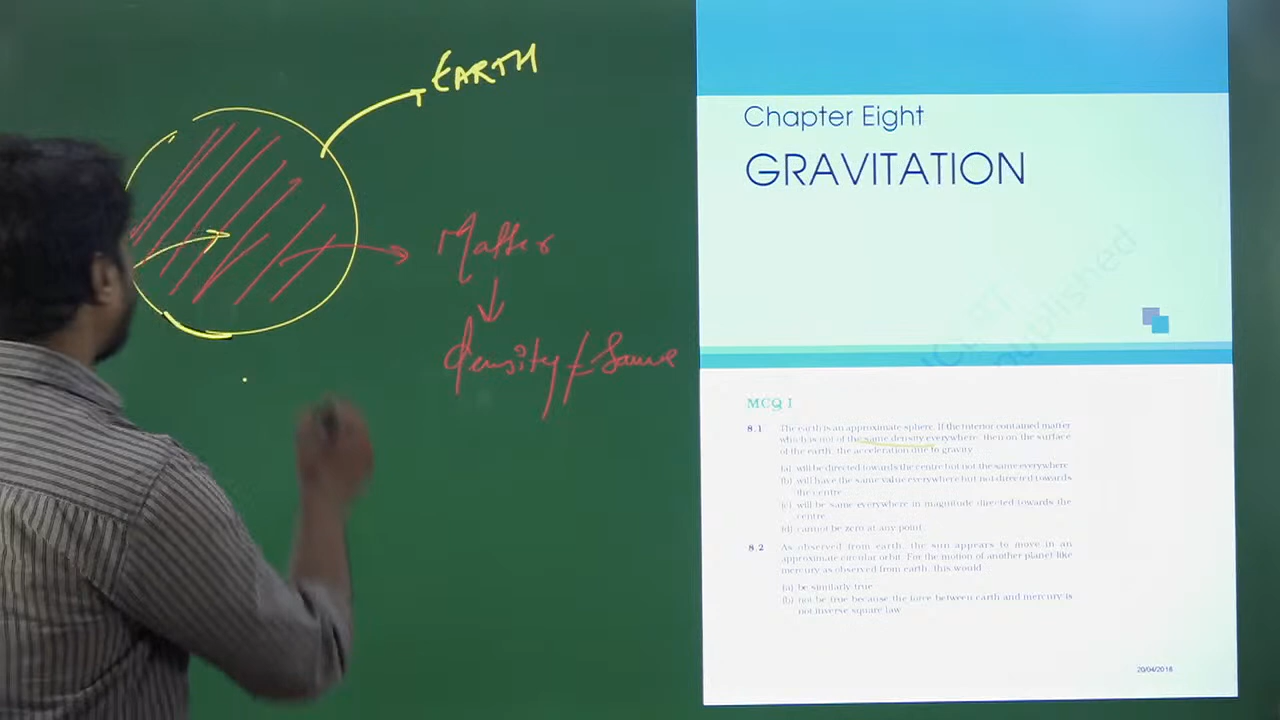 EARTH
Matter
density ≠ Same
Chapter Eight
GRAVITATION
published
MCQ I
8.1 The earth is an approximate sphere. If the interior contained matter
which is not of the same density everywhere, then on the surface
of the earth, the acceleration due to gravity
(a) will be directed towards the centre but not the same everywhere
(b) will have the same value everywhere but not directed towards
the centre
(c) will be same everywhere in magnitude directed towards the
centre
(d) cannot be zero at any point
8.2 As observed from earth, the sun appears to move in an
approximate circular orbit. For the motion of another planet like
mercury as observed from earth, this would
(a) be similarly true
(b) not be true because the force between earth and mercury is
not inverse square law
20/04/2018